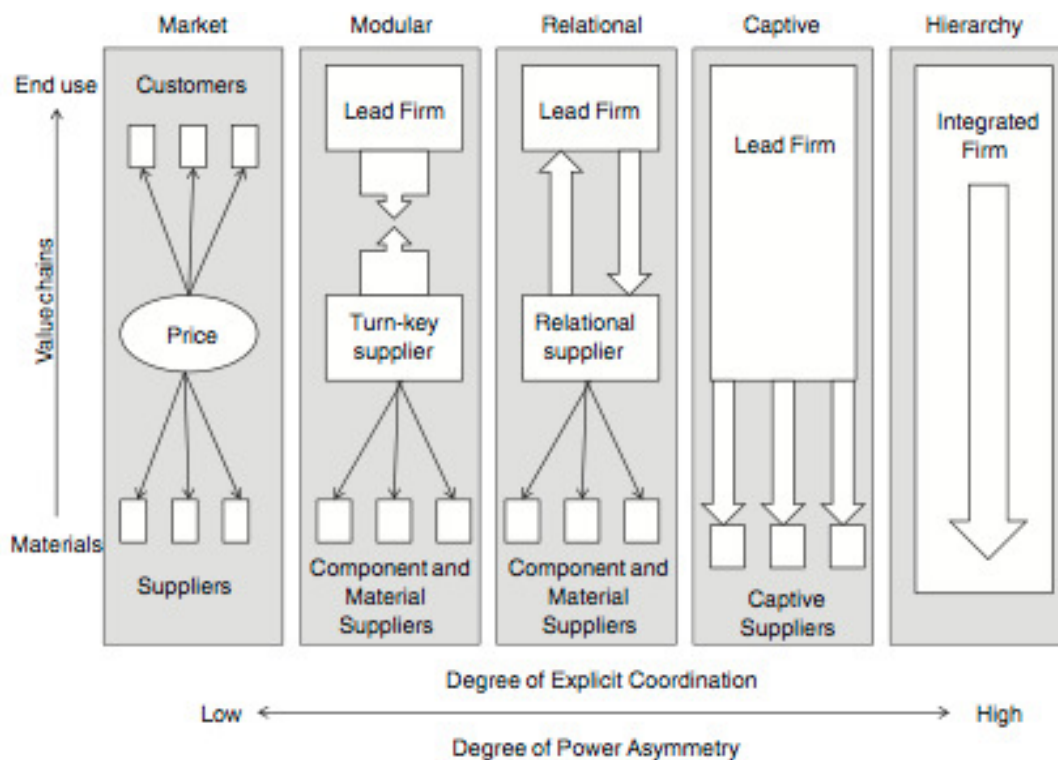 Market
Modular
Relational
Captive
Hierarchy
End use
Value chains
Materials
Customers
Price
Suppliers
Lead Firm
Turn-key
supplier
Component and
Material
Suppliers
Lead Firm
Relational
supplier
Component and
Material
Suppliers
Lead Firm
Captive
Suppliers
Integrated
Firm
Degree of Explicit Coordination
Low
High
Degree of Power Asymmetry